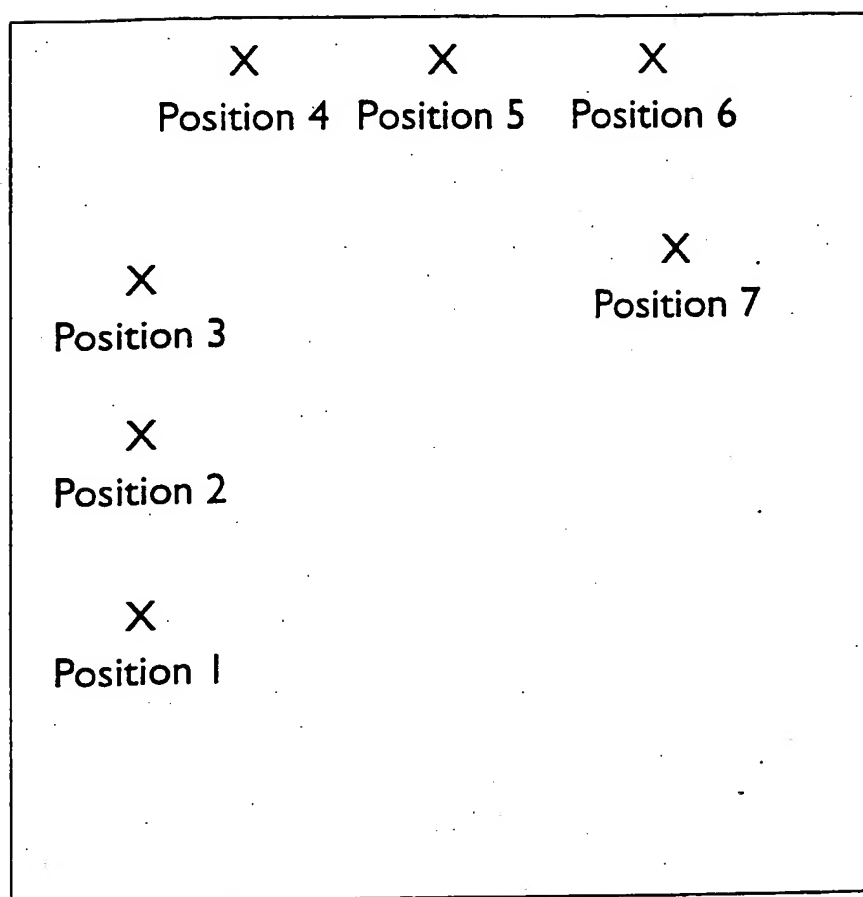 X X X
Position 4 Position 5 Position 6
X
Position 7
X
Position 3
X
Position 2
X
Position 1